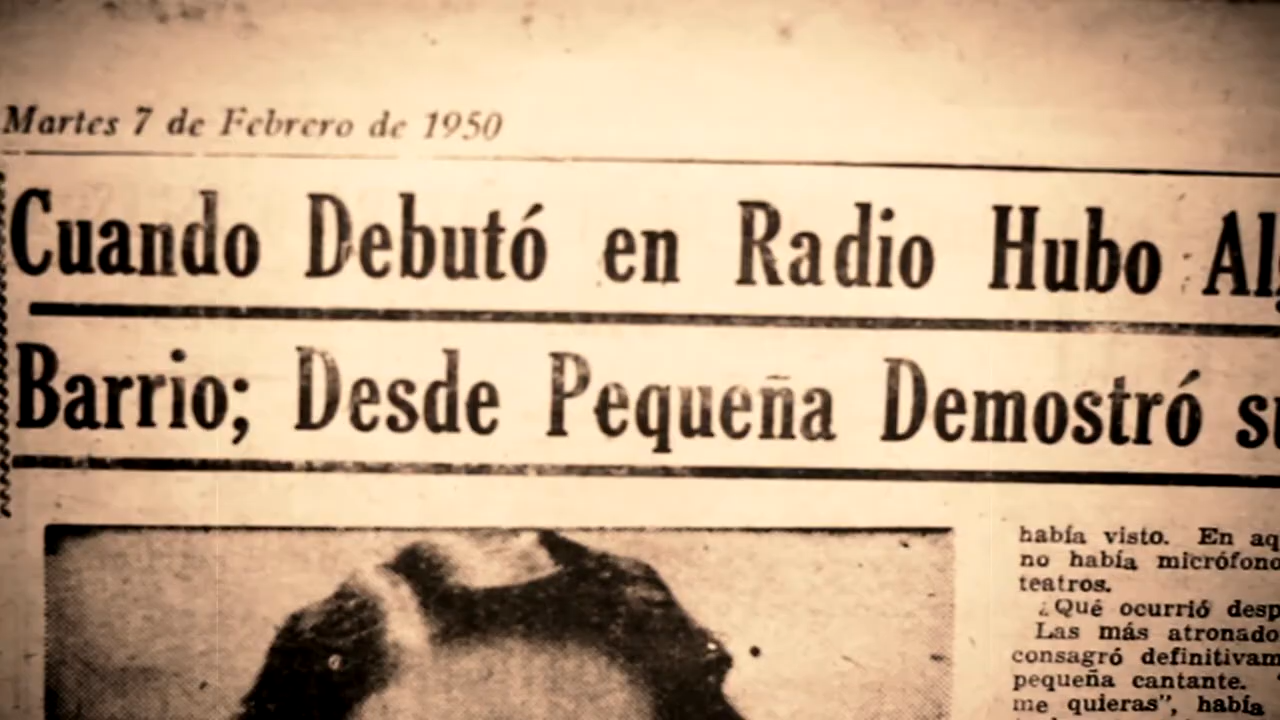 Martes 7 de Febrero de 1950
Cuando Debutó en Radio Hubo
Barrio; Desde Pequeña Demostró
había visto. En
no había
teatros.
¿Qué ocurrió
Las más
consagró
pequeña cantante.
me quieras", había